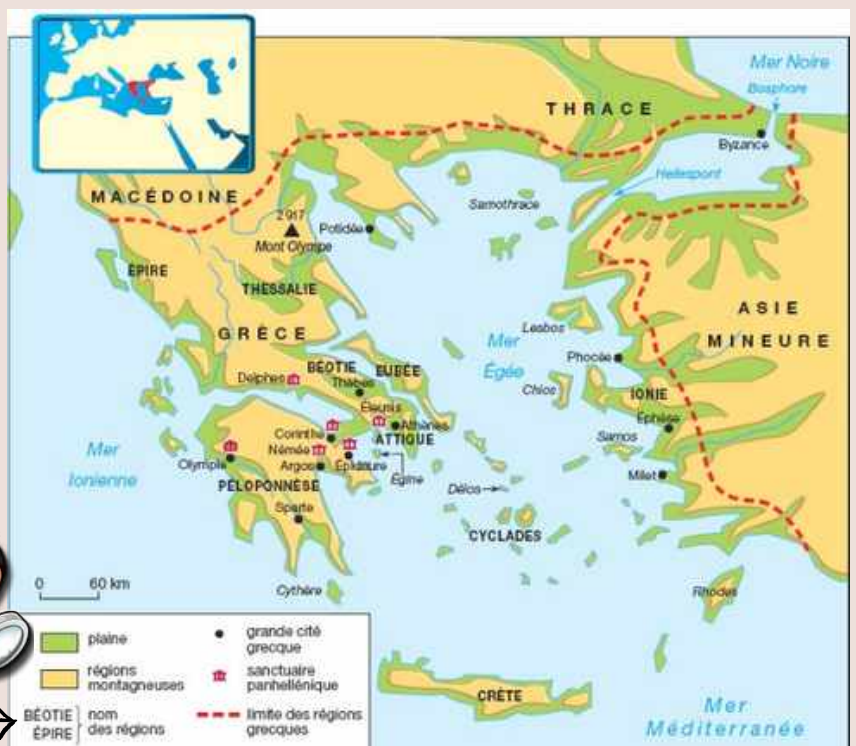 Mer Noire
Bosphore
THRACE
Byzance
Hellespont
MACÉDOINE
Samothrace
2 917
Potidée
Mont Olympe
ÉPIRE
THESSALIE
ASIE
MINEURE
GRÈCE
Lesbos
Mer
Égée
Phocée
BÉOTIE
EUBÉE
Delphes
Thèbes
Chios
IONIE
Éleusis
Athènes
Éphèse
Corinthe
ATTIQUE
Samos
Némée
Mer
Ionienne
Olympie
Argos
Épidaure
Égine
Milet
PÉLOPONNÈSE
Délos
Sparte
CYCLADES
0 60 km
Cythère
Rhodes
plaine
grande cité
grecque
régions
montagneuses
sanctuaire
panhellénique
BÉOTIE
ÉPIRE
nom
des régions
limite des régions
grecques
CRÈTE
Mer
Méditerranée